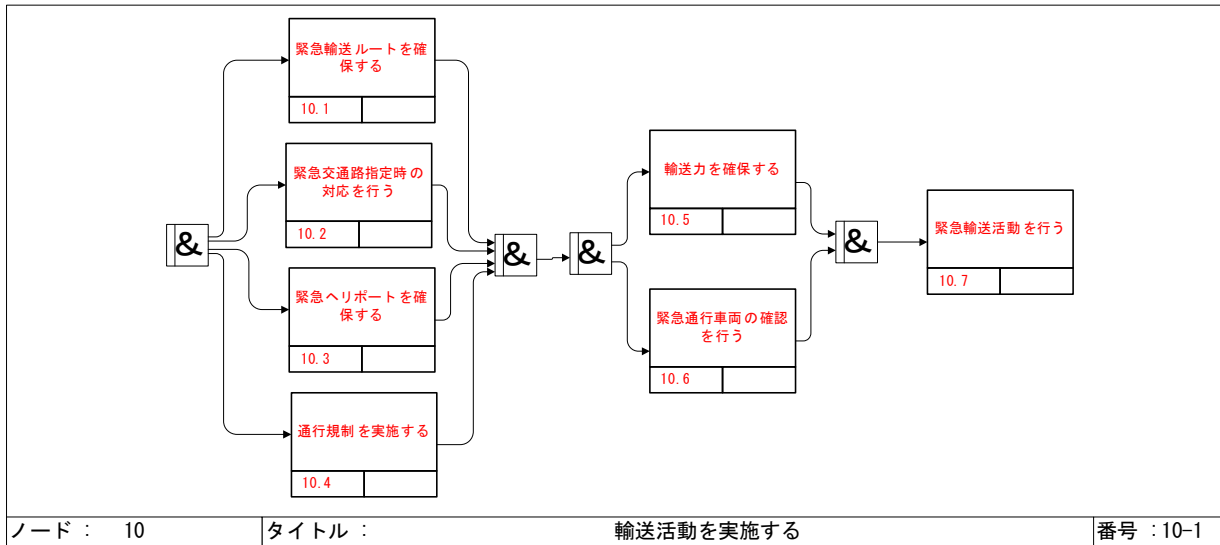 緊急輸送ルートを確
保する
10.1
緊急交通路指定時の
対応を行う
10.2
緊急ヘリポートを確
保する
10.3
通行規制を実施する
10.4
&
&
&
輸送力を確保する
10.5
緊急通行車両の確認
を行う
10.6
&
緊急輸送活動を行う
10.7
ノード： 10
タイトル： 輸送活動を実施する
番号：10-1